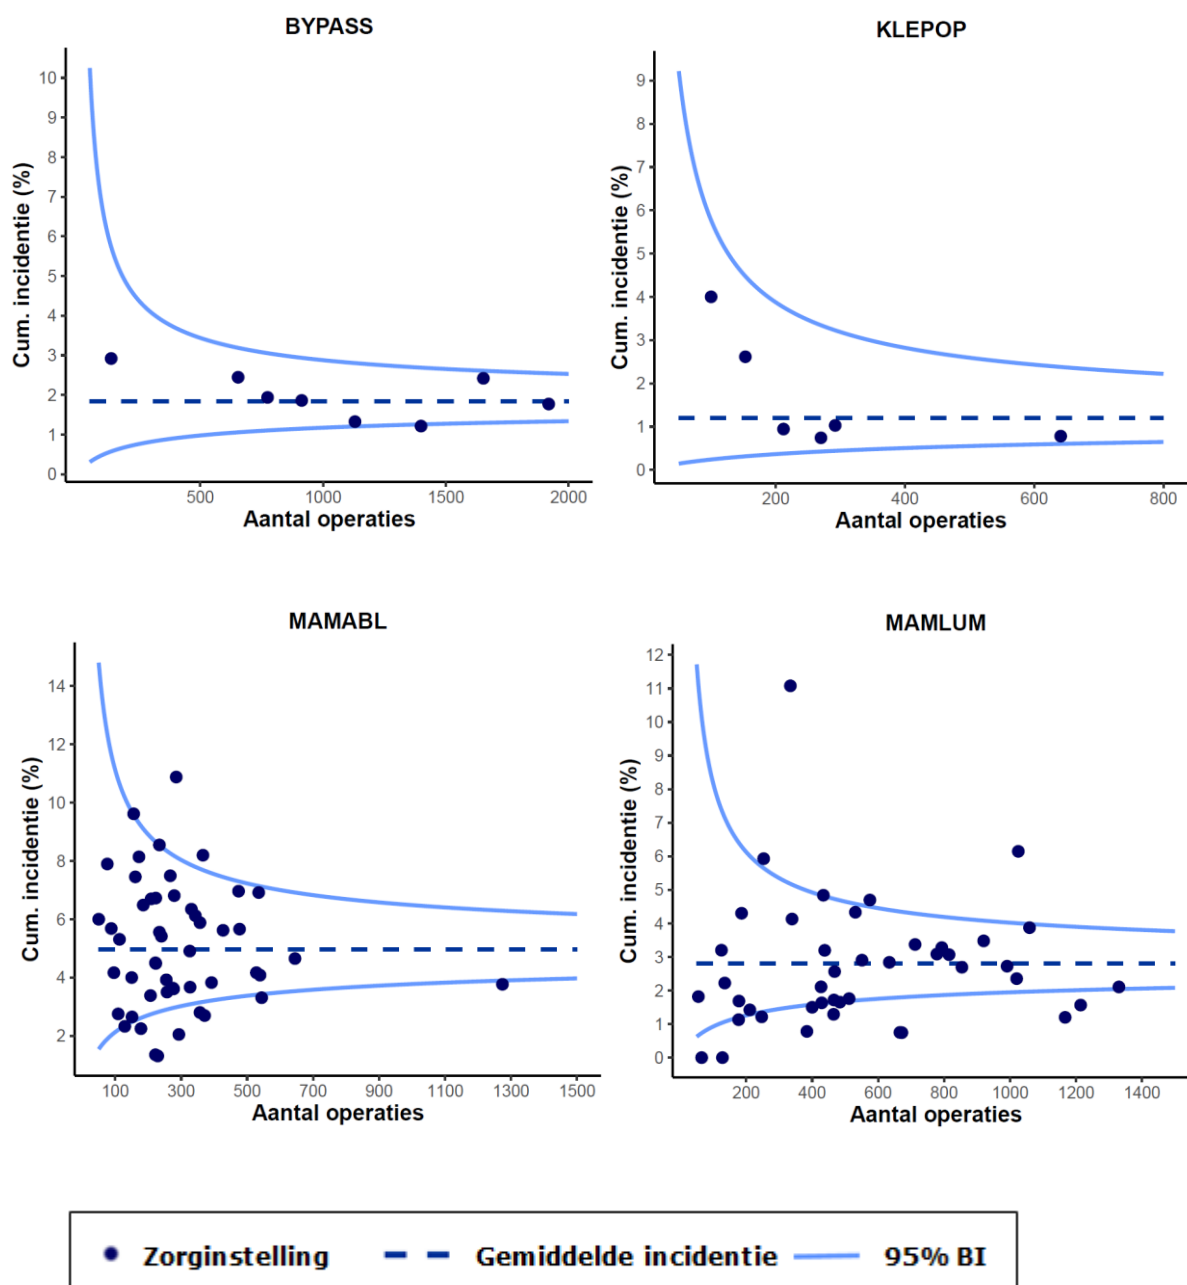 BYPASS
Cum. incidentie (%)
10
9
8
7
6
5
4
3
2
1
0
500 1000 1500 2000
Aantal operaties
KLEPOP
Cum. incidentie (%)
9
8
7
6
5
4
3
2
1
0
200 400 600 800
Aantal operaties
MAMABL
Cum. incidentie (%)
14
12
10
8
6
4
2
100 300 500 700 900 1100 1300 1500
Aantal operaties
MAMLUM
Cum. incidentie (%)
12
11
10
9
8
7
6
5
4
3
2
1
0
200 400 600 800 1000 1200 1400
Aantal operaties
Zorginstelling Gemiddelde incidentie 95% BI